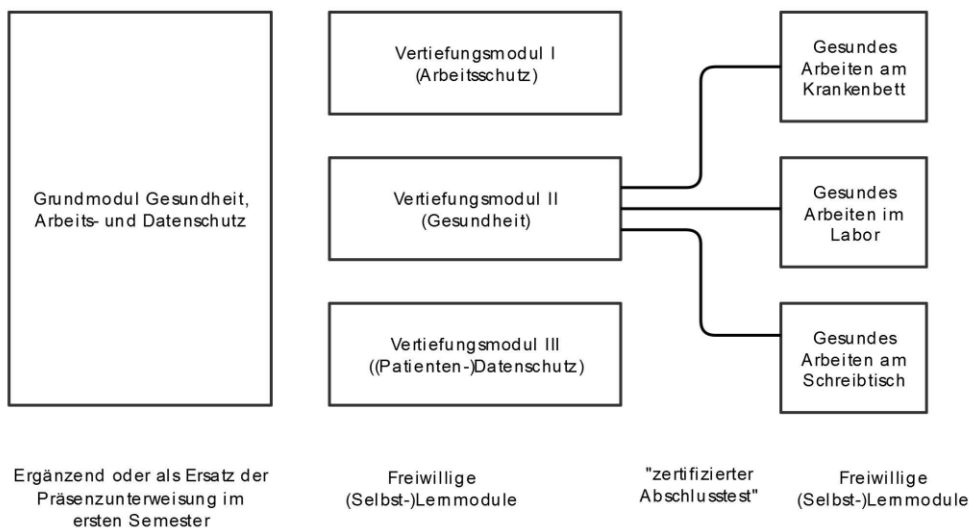 Grundmodul Gesundheit,
Arbeits- und Datenschutz
Vertiefungsmodul I
(Arbeitsschutz)
Vertiefungsmodul II
(Gesundheit)
Vertiefungsmodul III
((Patienten-)Datenschutz)
Gesundes
Arbeiten am
Krankenbett
Gesundes
Arbeiten im
Labor
Gesundes
Arbeiten am
Schreibtisch
Ergänzend oder als Ersatz der
Präsenzunterweisung im
ersten Semester
Freiwillige
(Selbst-)Lernmodule
"zertifizierter
Abschlusstest"
Freiwillige
(Selbst-)Lernmodule